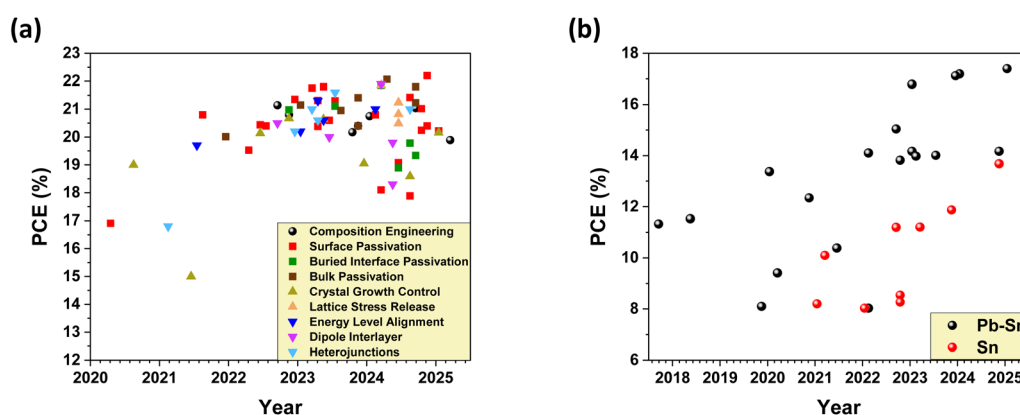 (a)
23
22
21
20
19
18
17
16
15
14
13
12
PCE (%)
2020
2021
2022
2023
2024
2025
Year
Composition Engineering
Surface Passivation
Buried Interface Passivation
Bulk Passivation
Crystal Growth Control
Lattice Stress Release
Energy Level Alignment
Dipole Interlayer
Heterojunctions
(b)
18
16
14
12
10
8
6
PCE (%)
2018
2019
2020
2021
2022
2023
2024
2025
Year
Pb-Sn
Sn